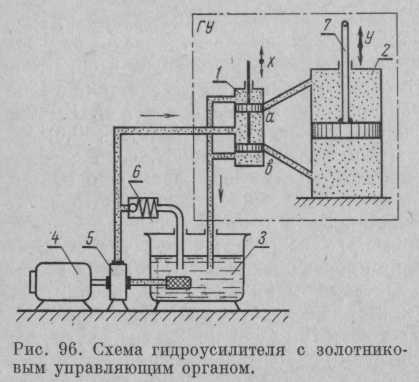 ГУ
7
1
x
y
2
a
в
6
4
5
3
Рис. 96. Схема гидроусилителя с золотнико-
вым управляющим органом.